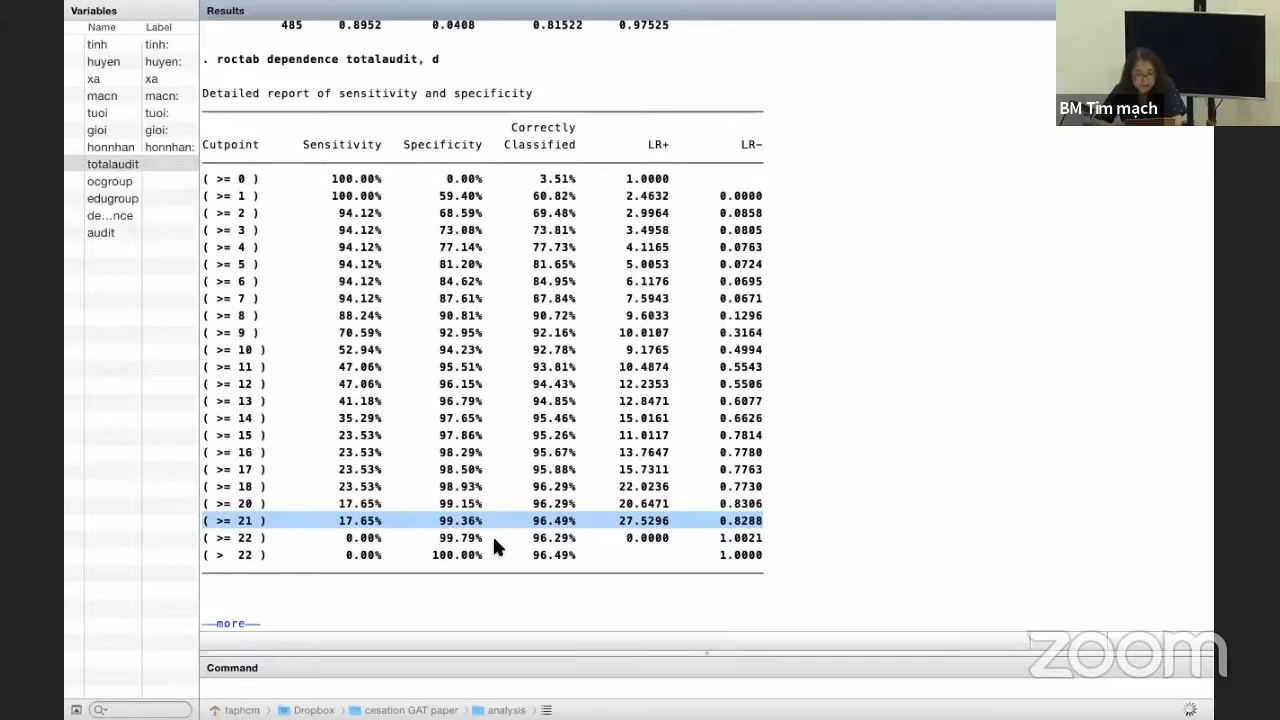 Variables
Results
Name Label
tinh tinh:
huyen huyen:
xa xa
macn macn:
tuoi tuoi:
gioi gioi:
honnhan honnhan:
totalaudit
ocgroup
edugroup
de...nce
audit
485 0.8952 0.0408 0.81522 0.97525
. roctab dependence totalaudit, d
Detailed report of sensitivity and specificity
Correctly
Cutpoint Sensitivity Specificity Classified LR+ LR-
( >= 0 ) 100.00% 0.00% 3.51% 1.0000
( >= 1 ) 100.00% 59.40% 60.82% 2.4632 0.0000
( >= 2 ) 94.12% 68.59% 69.48% 2.9964 0.0858
( >= 3 ) 94.12% 73.08% 73.81% 3.4958 0.0805
( >= 4 ) 94.12% 77.14% 77.73% 4.1165 0.0763
( >= 5 ) 94.12% 81.20% 81.65% 5.0053 0.0724
( >= 6 ) 94.12% 84.62% 84.95% 6.1176 0.0695
( >= 7 ) 94.12% 87.61% 87.84% 7.5943 0.0671
( >= 8 ) 88.24% 90.81% 90.72% 9.6033 0.1296
( >= 9 ) 70.59% 92.95% 92.16% 10.0107 0.3164
( >= 10 ) 52.94% 94.23% 92.78% 9.1765 0.4994
( >= 11 ) 47.06% 95.51% 93.81% 10.4874 0.5543
( >= 12 ) 47.06% 96.15% 94.43% 12.2353 0.5506
( >= 13 ) 41.18% 96.79% 94.85% 12.8471 0.6077
( >= 14 ) 35.29% 97.65% 95.46% 15.0161 0.6626
( >= 15 ) 23.53% 97.86% 95.26% 11.0117 0.7814
( >= 16 ) 23.53% 98.29% 95.67% 13.7647 0.7780
( >= 17 ) 23.53% 98.50% 95.88% 15.7311 0.7763
( >= 18 ) 23.53% 98.93% 96.29% 22.0236 0.7730
( >= 20 ) 17.65% 99.15% 96.29% 20.6471 0.8306
( >= 21 ) 17.65% 99.36% 96.49% 27.5296 0.8288
( >= 22 ) 0.00% 99.79% 96.29% 0.0000 1.0021
( > 22 ) 0.00% 100.00% 96.49% 1.0000
—more—
Command
faphcm Dropbox cesation GAT paper analysis
BM Tim mạch
zoom